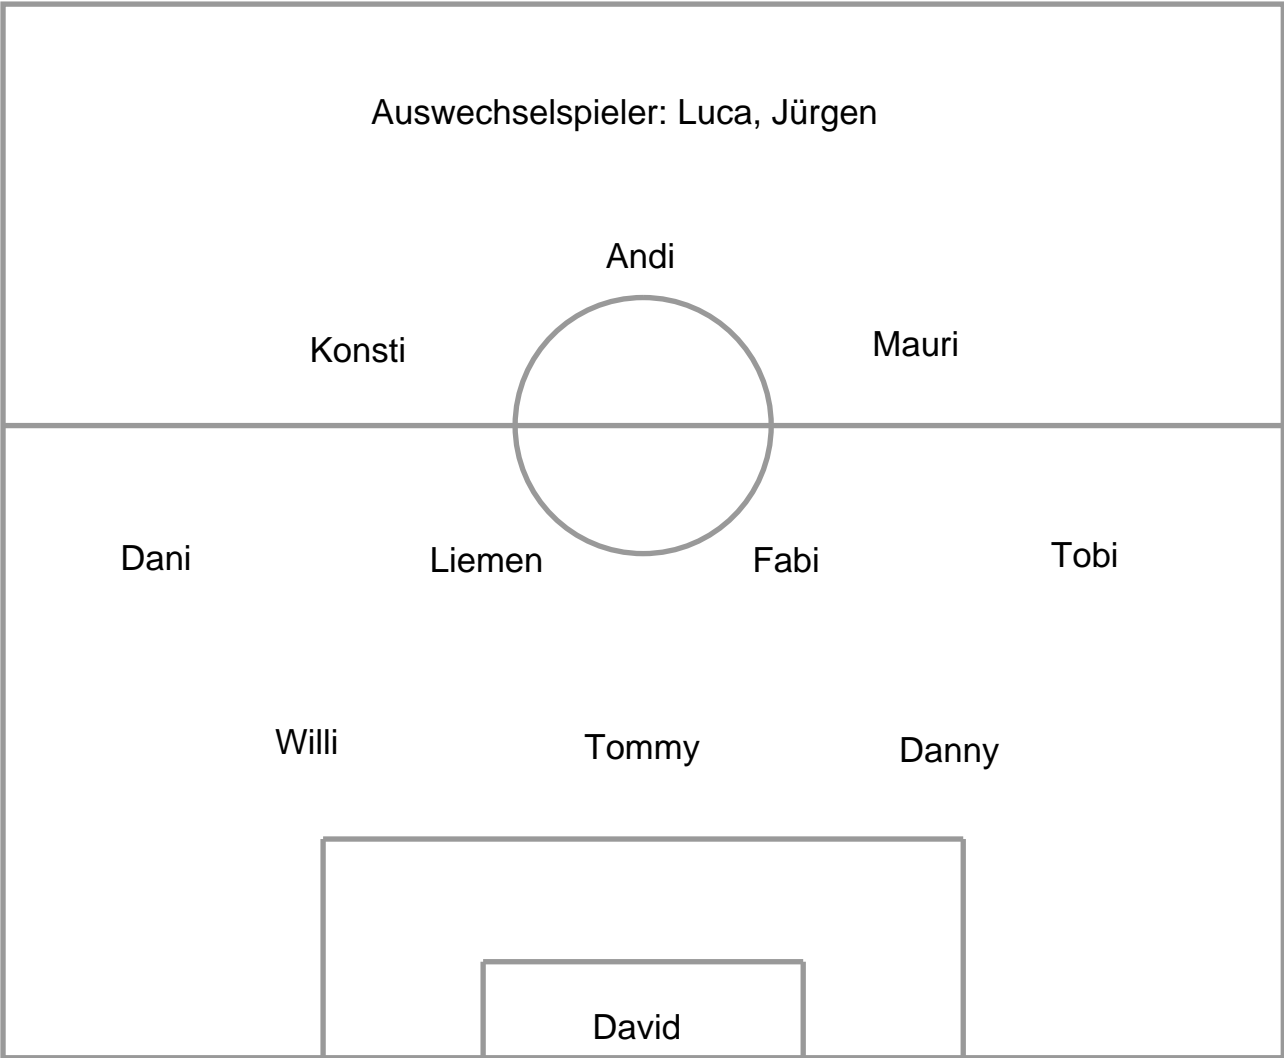 Auswechselspieler: Luca, Jürgen
Andi
Konsti
Mauri
Dani
Liemen
Fabi
Tobi
Willi
Tommy
Danny
David